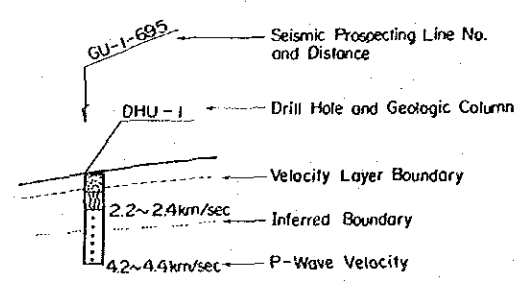 GU-1-695
Seismic Prospecting Line No.
and Distance
DHU-1
Drill Hole and Geologic Column
Velocity Layer Boundary
2.2~2.4km/sec
Inferred Boundary
4.2~4.4km/sec
P-Wave Velocity